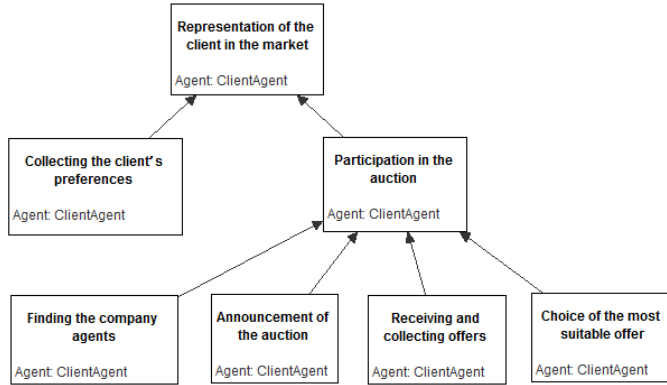 Representation of the
client in the market
Agent: ClientAgent
Collecting the client's
preferences
Agent: ClientAgent
Participation in the
auction
Agent: ClientAgent
Finding the company
agents
Agent: ClientAgent
Announcement of
the auction
Agent: ClientAgent
Receiving and
collecting offers
Agent: ClientAgent
Choice of the most
suitable offer
Agent: ClientAgent